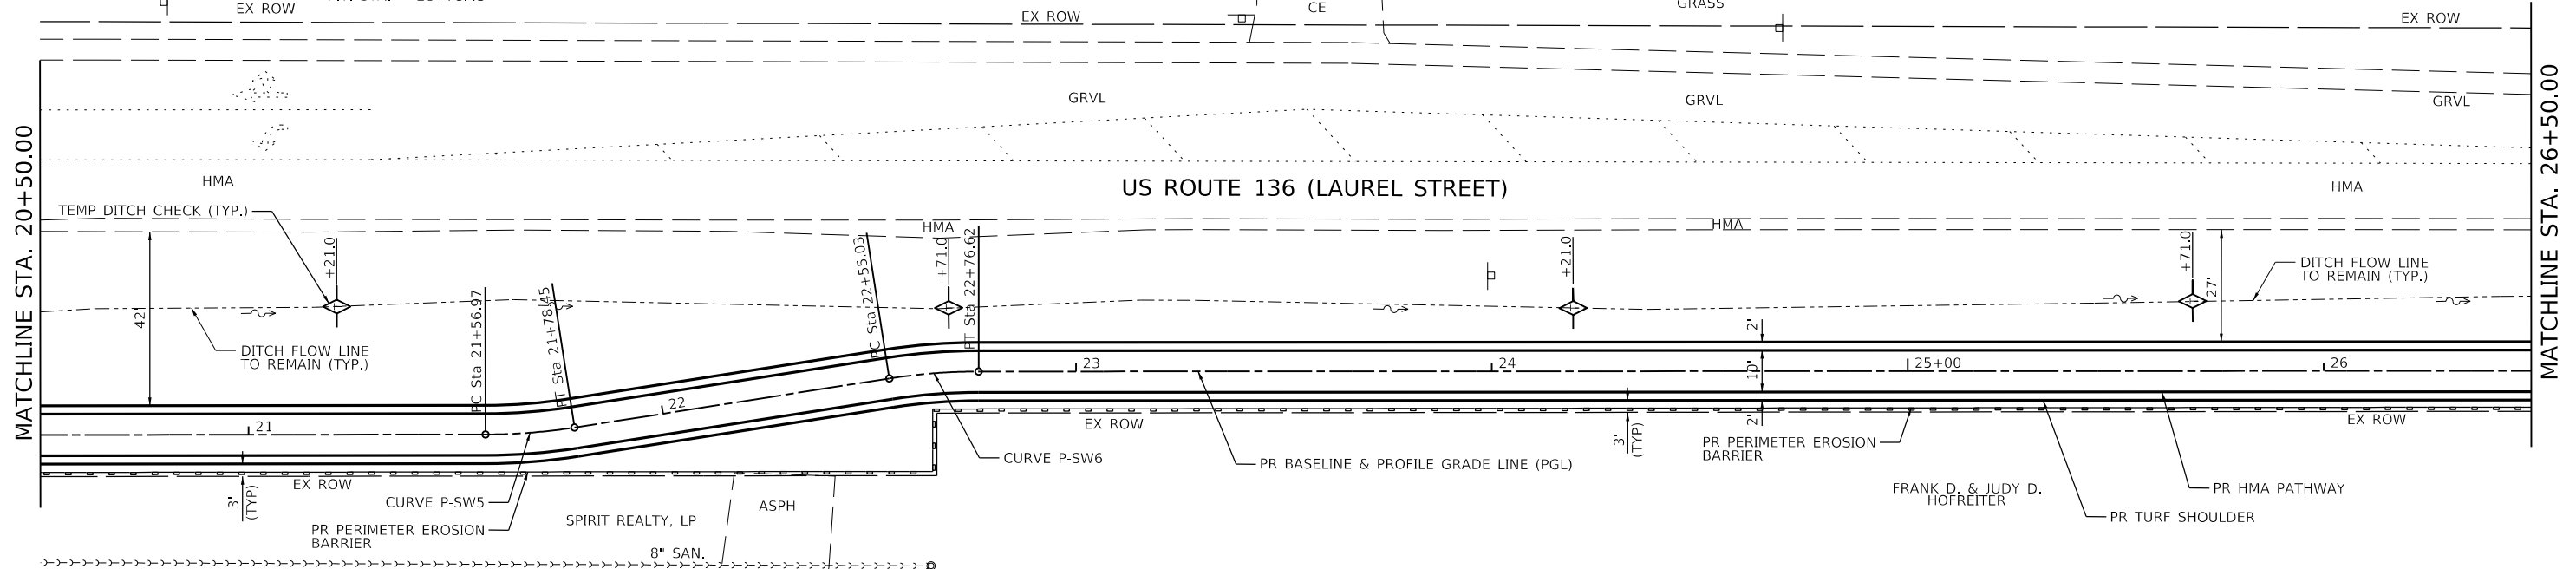 EX ROW
EX ROW
CE
GRASS
EX ROW
GRVL
GRVL
GRVL
MATCHLINE STA. 20+50.00
MATCHLINE STA. 26+50.00
HMA
US ROUTE 136 (LAUREL STREET)
HMA
TEMP DITCH CHECK (TYP.)
HMA
HMA
+21.0
PC Sta 21+56.97
PT Sta 21+78.45
PC Sta 22+55.03
+71.0
PT Sta 22+76.62
+21.0
+71.0
27'
DITCH FLOW LINE
TO REMAIN (TYP.)
42'
DITCH FLOW LINE
TO REMAIN (TYP.)
2'
10'
2'
21
22
23
24
25+00
26
EX ROW
EX ROW
3'
(TYP)
PR PERIMETER EROSION
BARRIER
CURVE P-SW6
PR BASELINE & PROFILE GRADE LINE (PGL)
EX ROW
3'
(TYP)
CURVE P-SW5
PR PERIMETER EROSION
BARRIER
SPIRIT REALTY, LP
ASPH
8" SAN.
FRANK D. & JUDY D.
HOFREITER
PR HMA PATHWAY
PR TURF SHOULDER